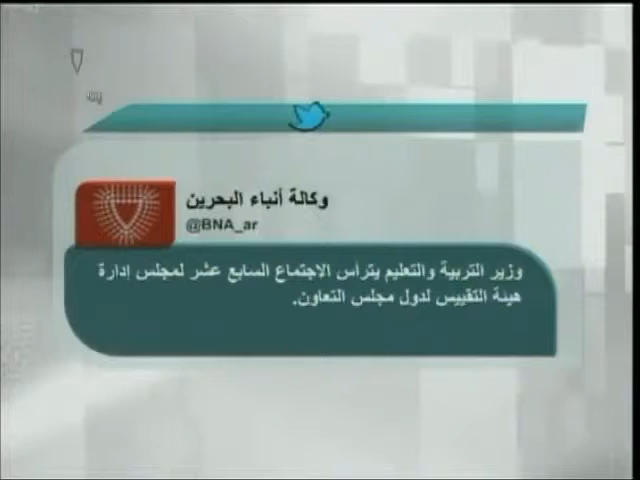 وكالة أنباء البحرين
@BNA_ar
وزير التربية والتعليم يترأس الاجتماع السابع عشر لمجلس إدارة
هيئة التقييس لدول مجلس التعاون.